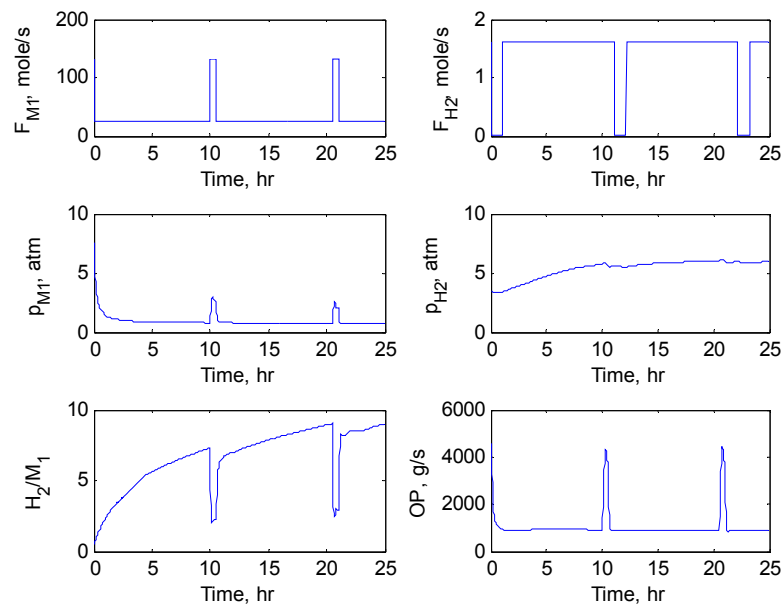 F_M1, mole/s
200
100
0
0 5 10 15 20 25
Time, hr
F_H2, mole/s
2
1
0
0 5 10 15 20 25
Time, hr
p_M1, atm
10
5
0
0 5 10 15 20 25
Time, hr
p_H2, atm
10
5
0
0 5 10 15 20 25
Time, hr
H_2/M_1
10
5
0
0 5 10 15 20 25
Time, hr
OP, g/s
6000
4000
2000
0
0 5 10 15 20 25
Time, hr